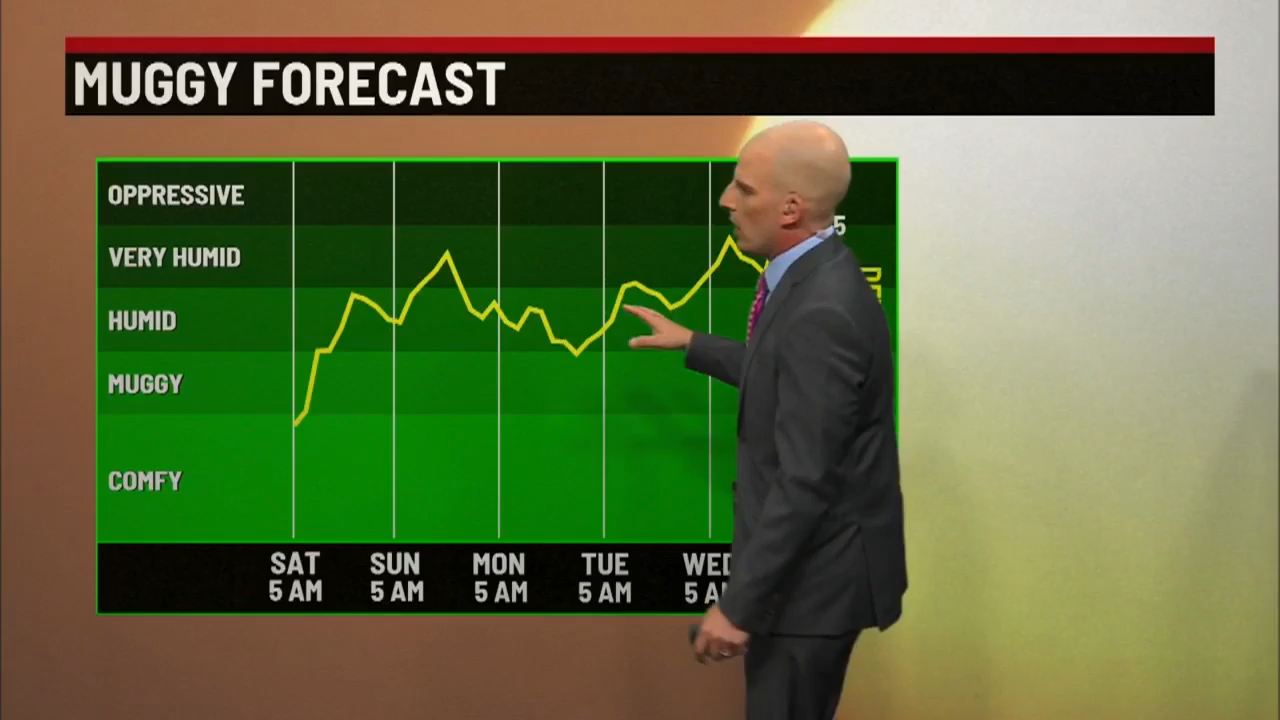 MUGGY FORECAST
OPPRESSIVE
5
VERY HUMID
HUMID
MUGGY
COMFY
SAT SUN MON TUE WED
5 AM 5 AM 5 AM 5 AM